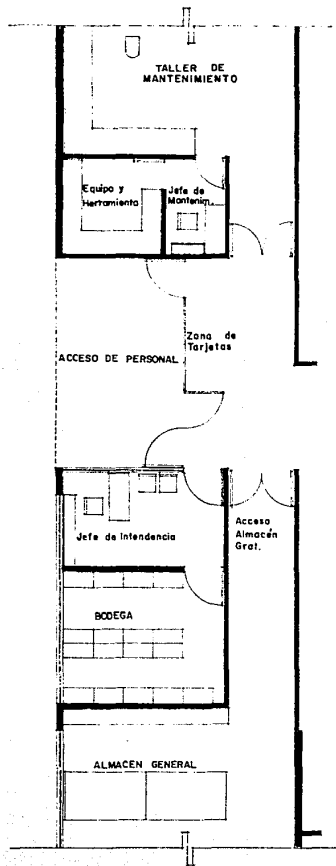 TALLER DE
MANTENIMIENTO
Equipo y
Herramienta
Jefe de
Mantenim.
Zona de
Tarjetas
ACCESO DE PERSONAL
Jefe de Intendencia
Acceso
Almacén
Gral.
BODEGA
ALMACEN GENERAL